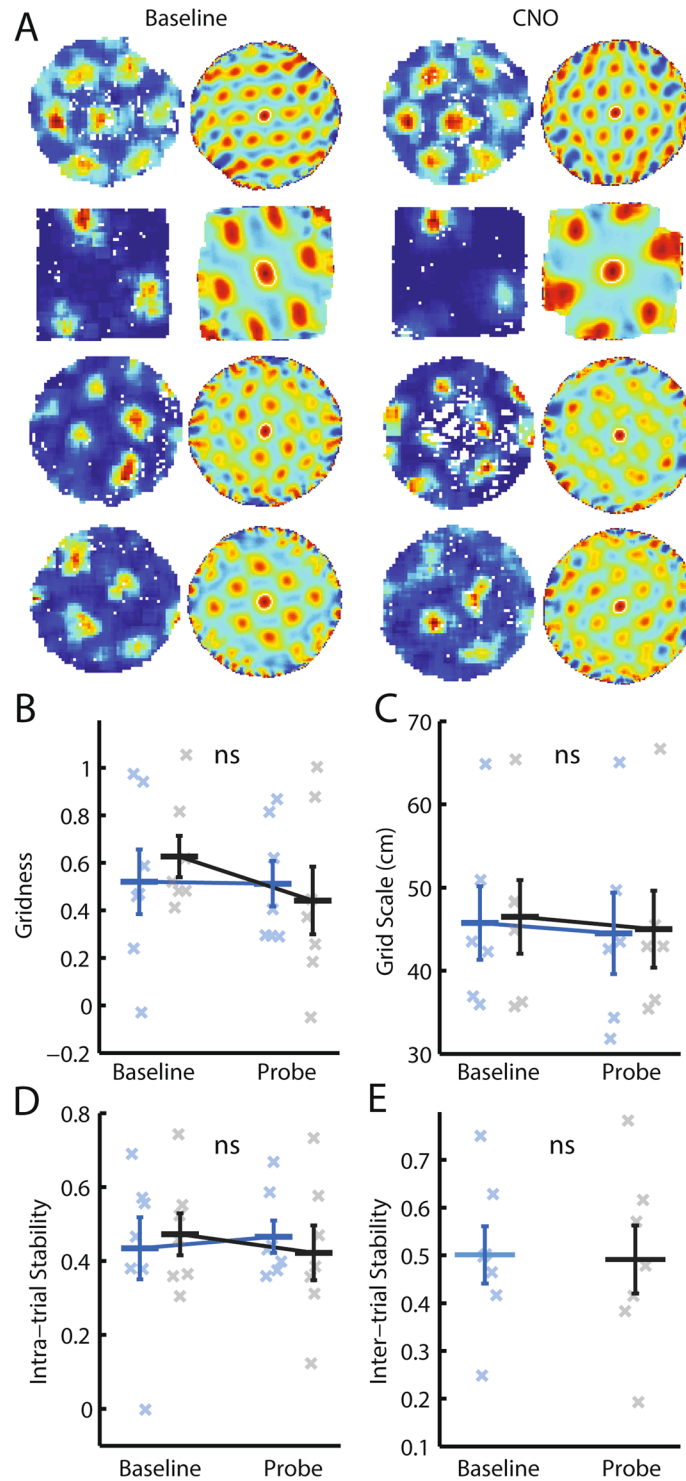 A
Baseline
CNO
B
ns
Gridness
1
0.8
0.6
0.4
0.2
0
−0.2
Baseline
Probe
C
ns
Grid Scale (cm)
70
60
50
40
30
Baseline
Probe
D
ns
Intra−trial Stability
0.8
0.6
0.4
0.2
0
Baseline
Probe
E
ns
Inter−trial Stability
0.7
0.6
0.5
0.4
0.3
0.2
0.1
Baseline
Probe